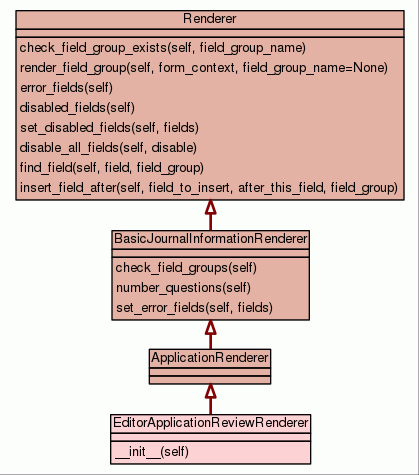 Renderer
check_field_group_exists(self, field_group_name)
render_field_group(self, form_context, field_group_name=None)
error_fields(self)
disabled_fields(self)
set_disabled_fields(self, fields)
disable_all_fields(self, disable)
find_field(self, field, field_group)
insert_field_after(self, field_to_insert, after_this_field, field_group)
BasicJournalInformationRenderer
check_field_groups(self)
number_questions(self)
set_error_fields(self, fields)
ApplicationRenderer
EditorApplicationReviewRenderer
__init__(self)